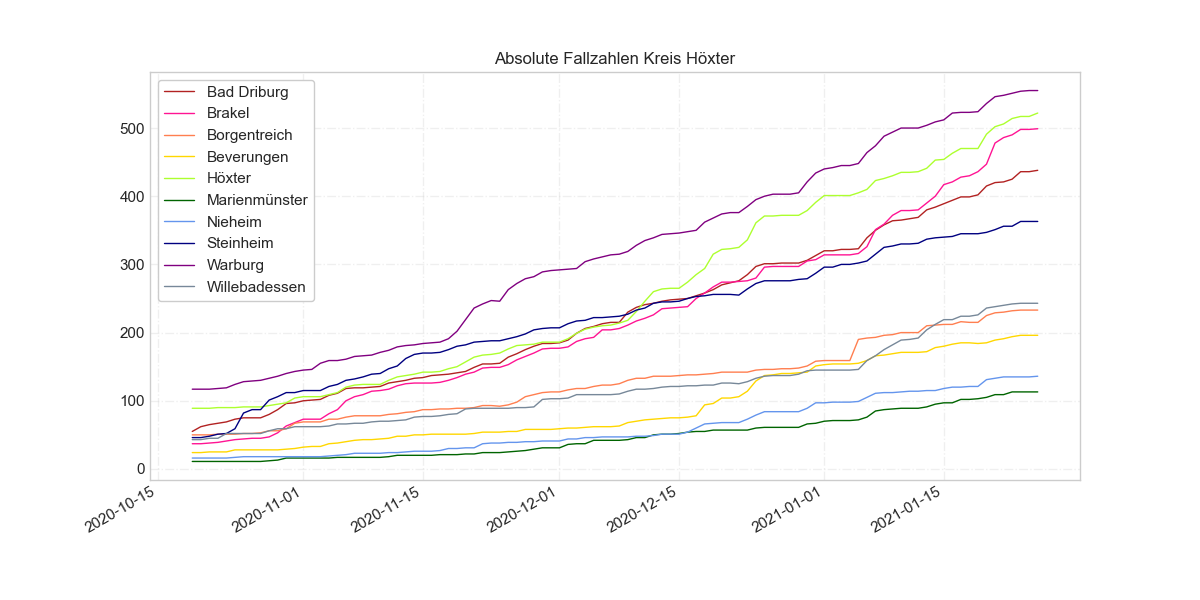 Absolute Fallzahlen Kreis Höxter
Bad Driburg
Brakel
Borgentreich
Beverungen
Höxter
Marienmünster
Nieheim
Steinheim
Warburg
Willebadessen
500
400
300
200
100
0
2020-10-15
2020-11-01
2020-11-15
2020-12-01
2020-12-15
2021-01-01
2021-01-15